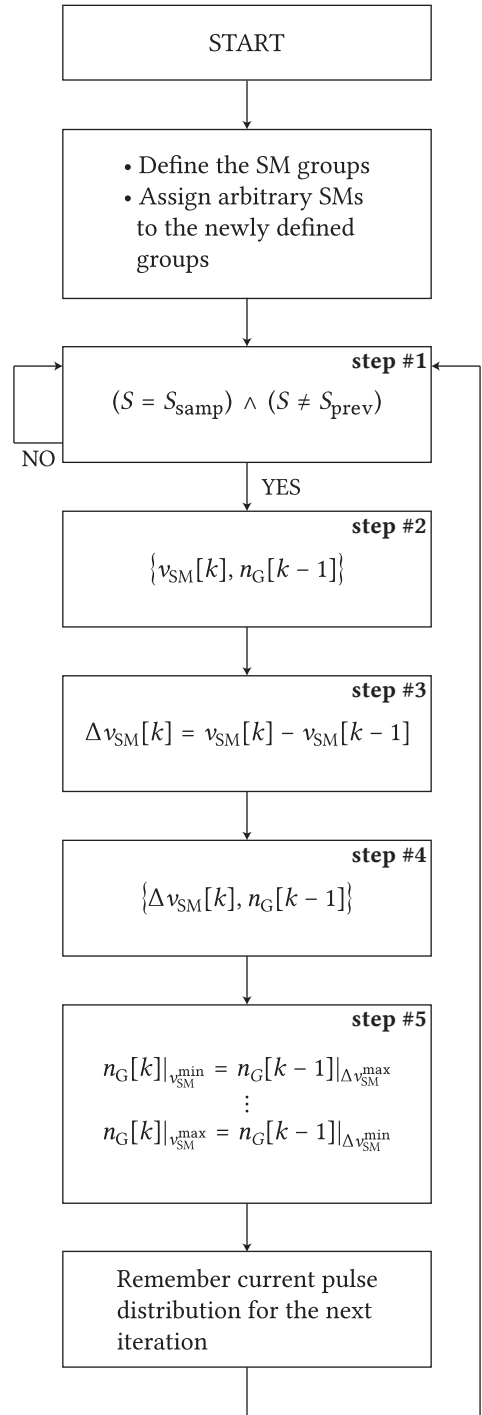 START
• Define the SM groups
• Assign arbitrary SMs
to the newly defined
groups
step #1
(S = S_samp) ∧ (S ≠ S_prev)
NO
YES
step #2
{v_SM[k], n_G[k − 1]}
step #3
Δv_SM[k] = v_SM[k] − v_SM[k − 1]
step #4
{Δv_SM[k], n_G[k − 1]}
step #5
n_G[k]|_{v_SM^min} = n_G[k − 1]|_{Δv_SM^max}
⋮
n_G[k]|_{v_SM^max} = n_G[k − 1]|_{Δv_SM^min}
Remember current pulse
distribution for the next
iteration